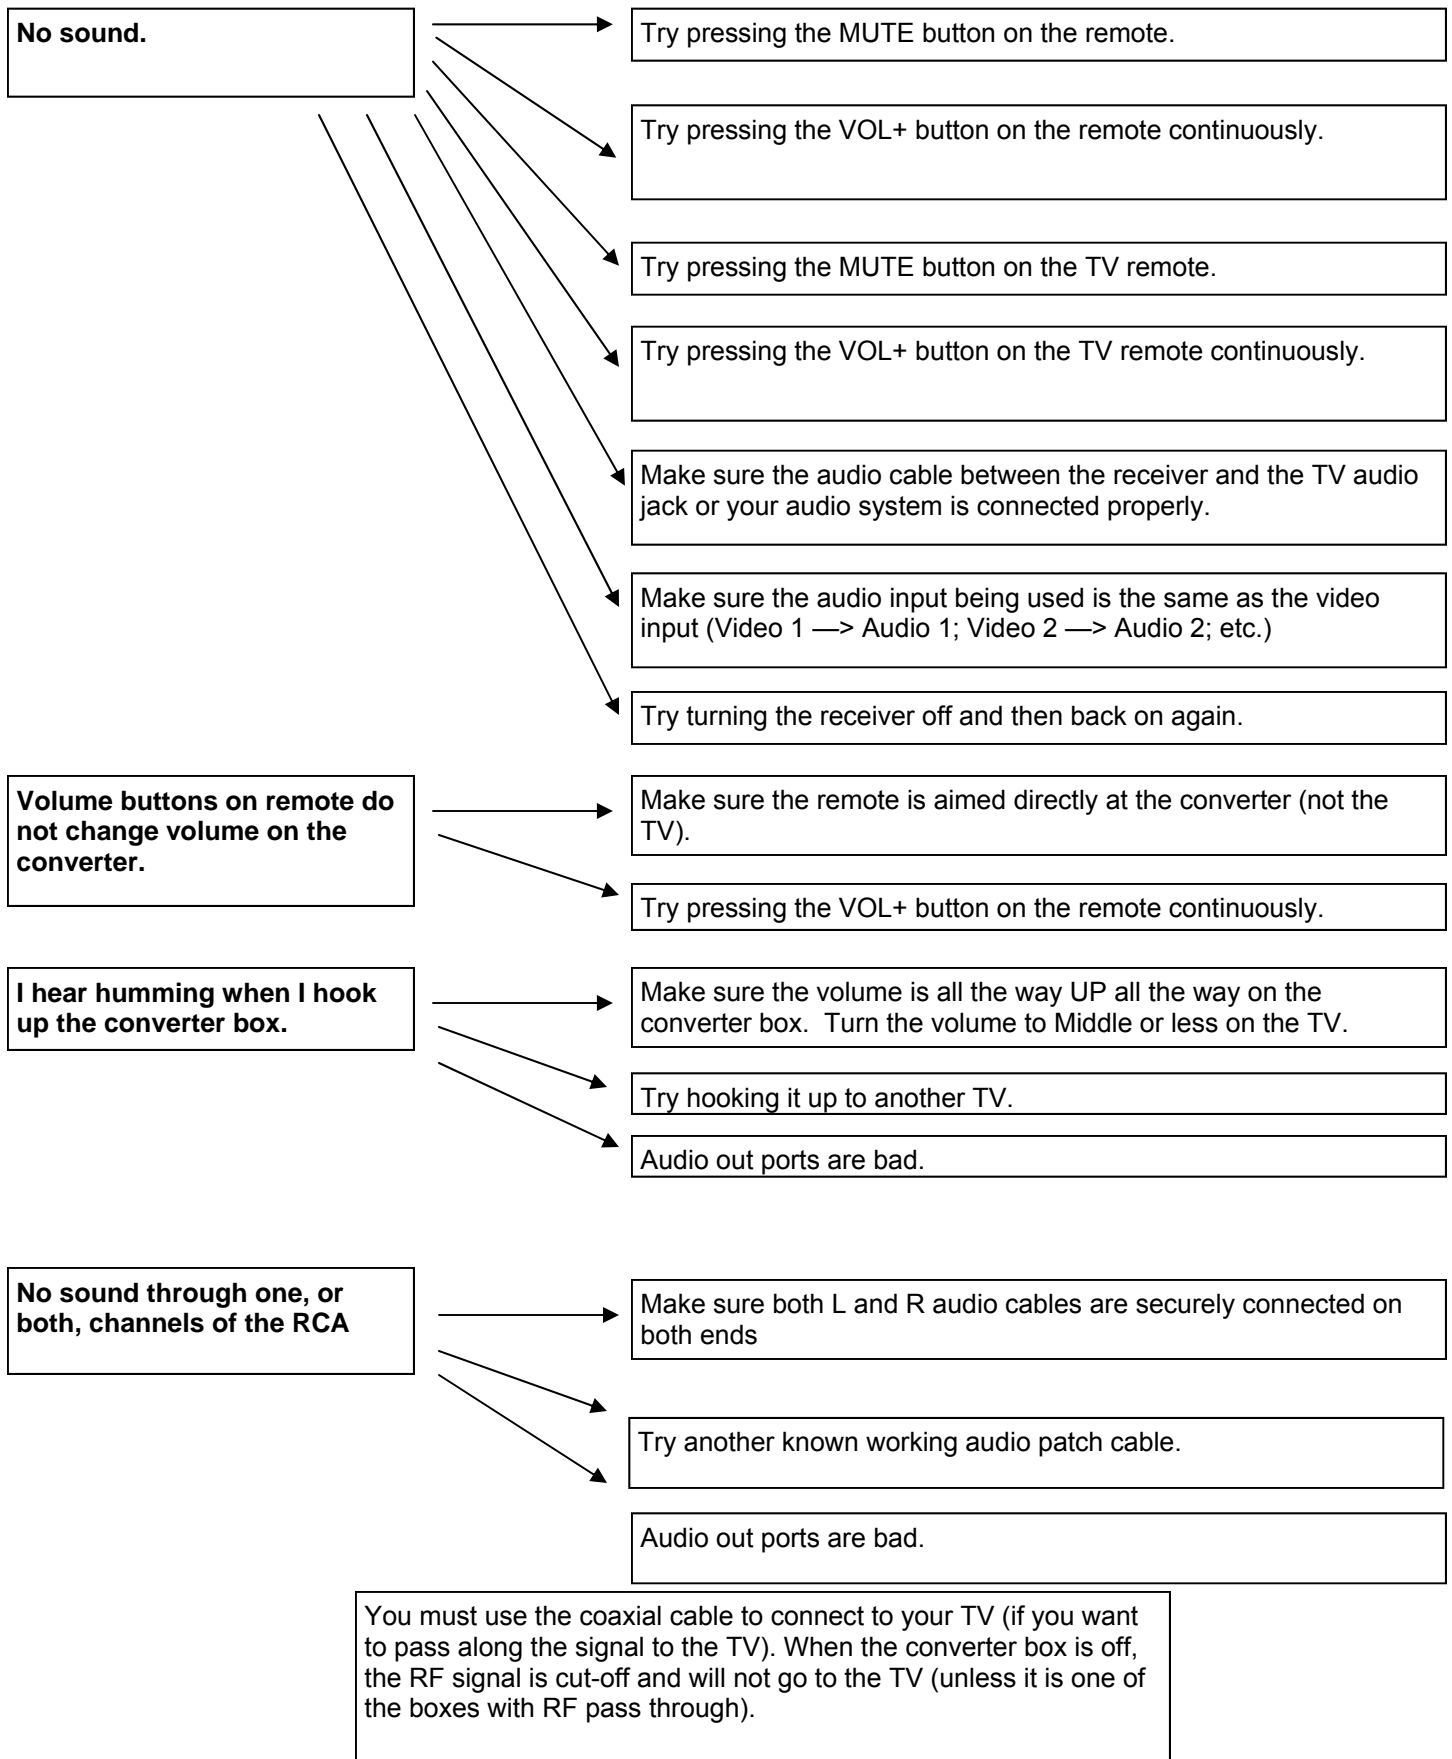 No sound.
Try pressing the MUTE button on the remote.
Try pressing the VOL+ button on the remote continuously.
Try pressing the MUTE button on the TV remote.
Try pressing the VOL+ button on the TV remote continuously.
Make sure the audio cable between the receiver and the TV audio
jack or your audio system is connected properly.
Make sure the audio input being used is the same as the video
input (Video 1 —> Audio 1; Video 2 —> Audio 2; etc.)
Try turning the receiver off and then back on again.
Volume buttons on remote do
not change volume on the
converter.
Make sure the remote is aimed directly at the converter (not the
TV).
Try pressing the VOL+ button on the remote continuously.
I hear humming when I hook
up the converter box.
Make sure the volume is all the way UP all the way on the
converter box.  Turn the volume to Middle or less on the TV.
Try hooking it up to another TV.
Audio out ports are bad.
No sound through one, or
both, channels of the RCA
Make sure both L and R audio cables are securely connected on
both ends
Try another known working audio patch cable.
Audio out ports are bad.
You must use the coaxial cable to connect to your TV (if you want
to pass along the signal to the TV). When the converter box is off,
the RF signal is cut-off and will not go to the TV (unless it is one of
the boxes with RF pass through).